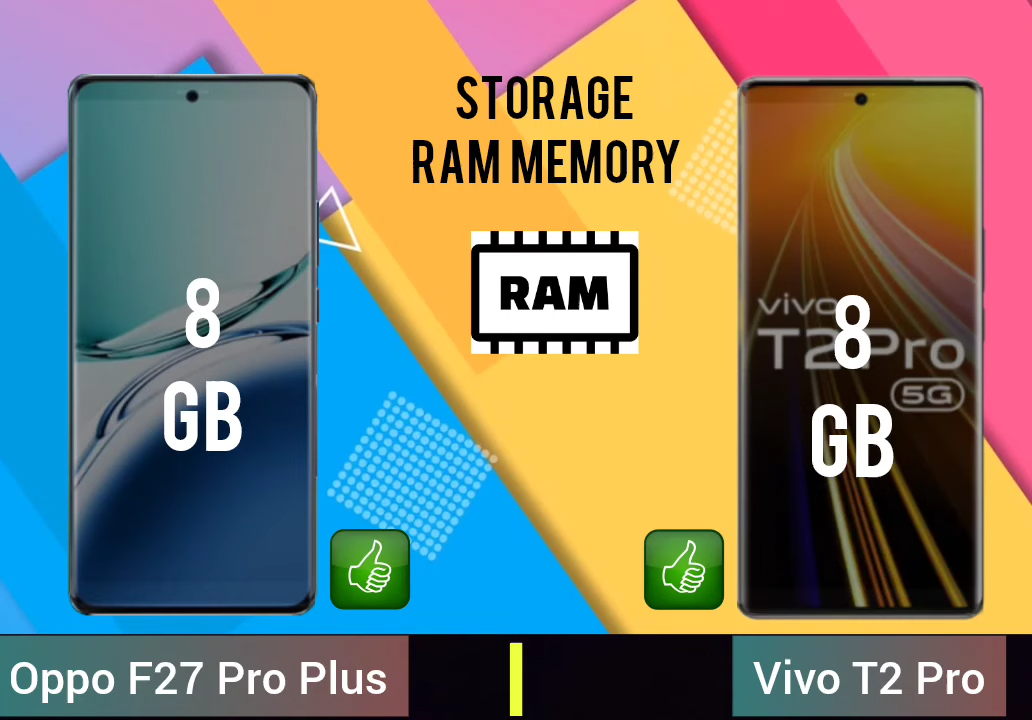 STORAGE
RAM MEMORY
RAM
8
GB
vivo
T2 Pro
5G
8
GB
Oppo F27 Pro Plus
Vivo T2 Pro